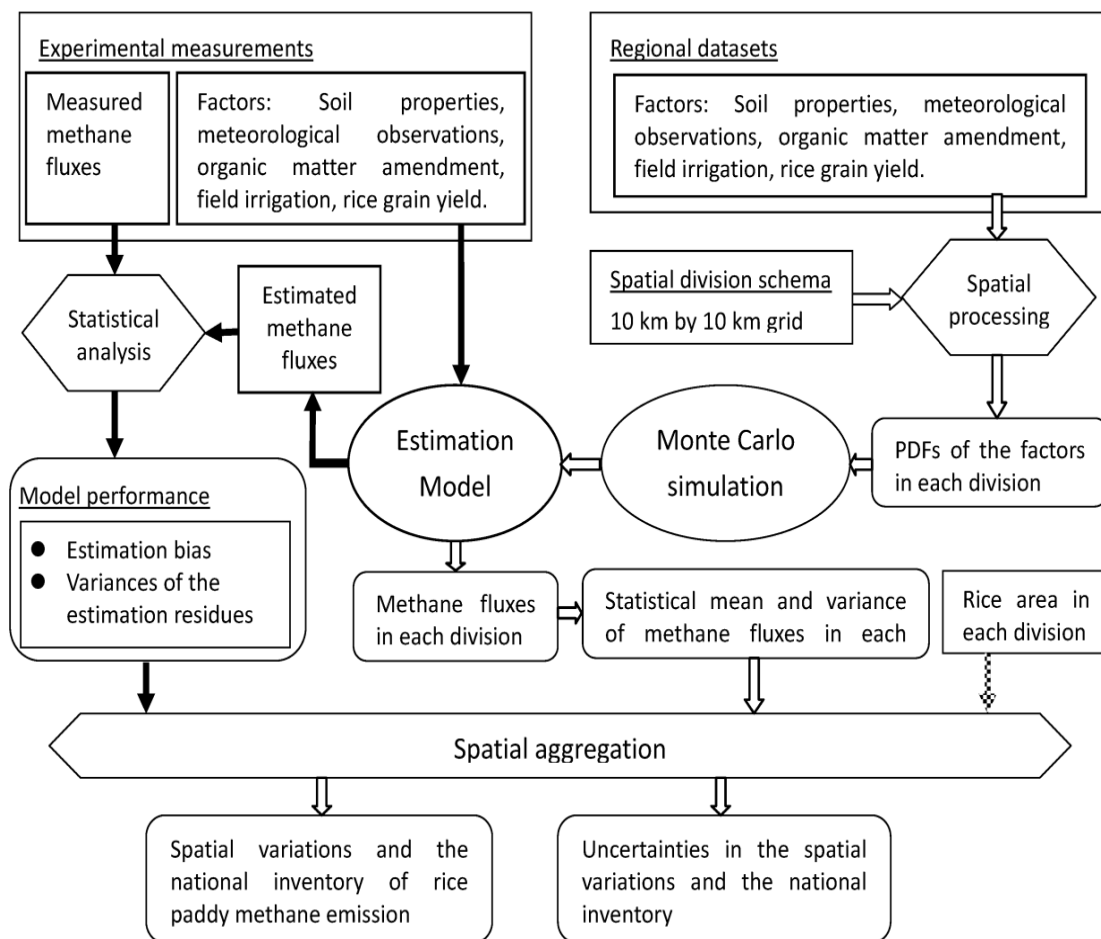 Experimental measurements
Measured
methane
fluxes
Factors: Soil properties,
meteorological observations,
organic matter amendment,
field irrigation, rice grain yield.
Regional datasets
Factors: Soil properties, meteorological
observations, organic matter amendment,
field irrigation, rice grain yield.
Statistical
analysis
Estimated
methane
fluxes
Spatial division schema
10 km by 10 km grid
Spatial
processing
Estimation
Model
Monte Carlo
simulation
PDFs of the factors
in each division
Model performance
● Estimation bias
● Variances of the
estimation residues
Methane fluxes
in each division
Statistical mean and variance
of methane fluxes in each
Rice area in
each division
Spatial aggregation
Spatial variations and the
national inventory of rice
paddy methane emission
Uncertainties in the spatial
variations and the national
inventory